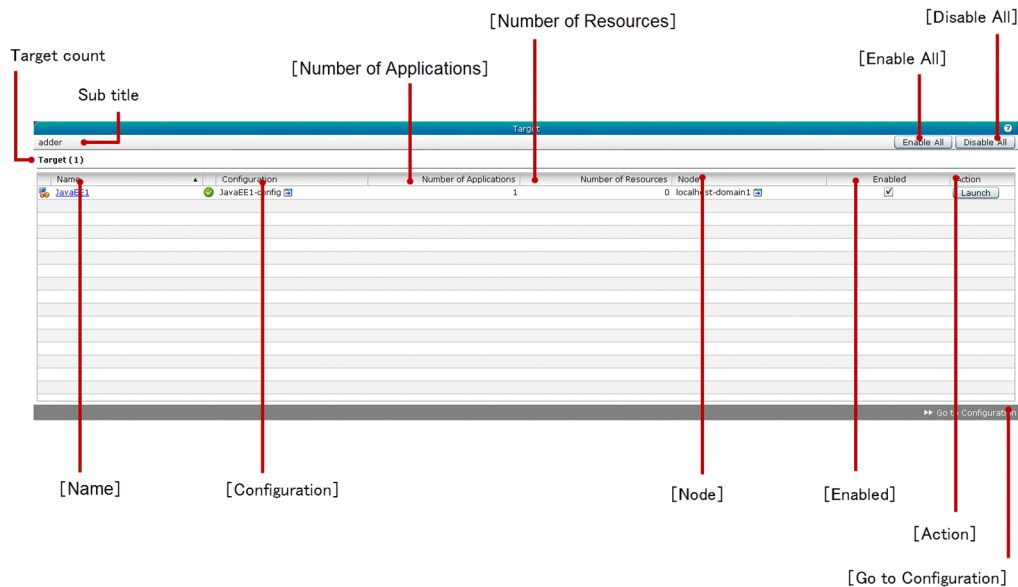 [Disable All]
[Number of Resources]
[Enable All]
Target count
[Number of Applications]
Sub title
Target
adder
Enable All Disable All
Target (1)
Name Configuration Number of Applications Number of Resources Node Enabled Action
JavaEE1 JavaEE1-config 1 0 localhost-domain1 Launch
Go to Configuration
[Name] [Configuration] [Node] [Enabled]
[Action]
[Go to Configuration]